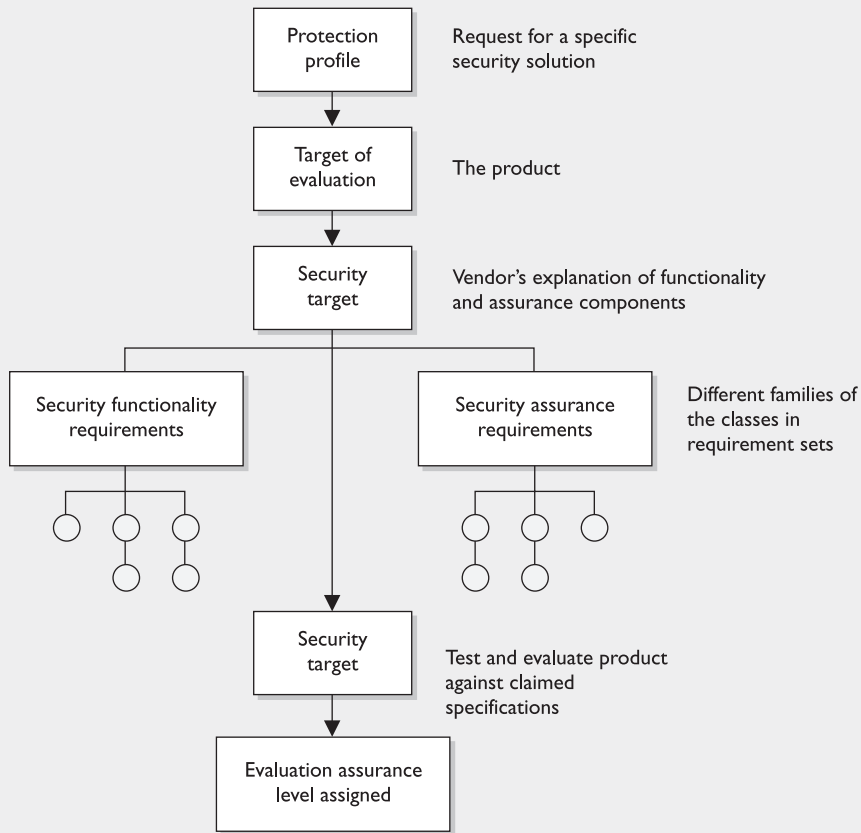 Protection
profile
Request for a specific
security solution
Target of
evaluation
The product
Security
target
Vendor’s explanation of functionality
and assurance components
Security functionality
requirements
Security assurance
requirements
Different families of
the classes in
requirement sets
Security
target
Test and evaluate product
against claimed
specifications
Evaluation assurance
level assigned